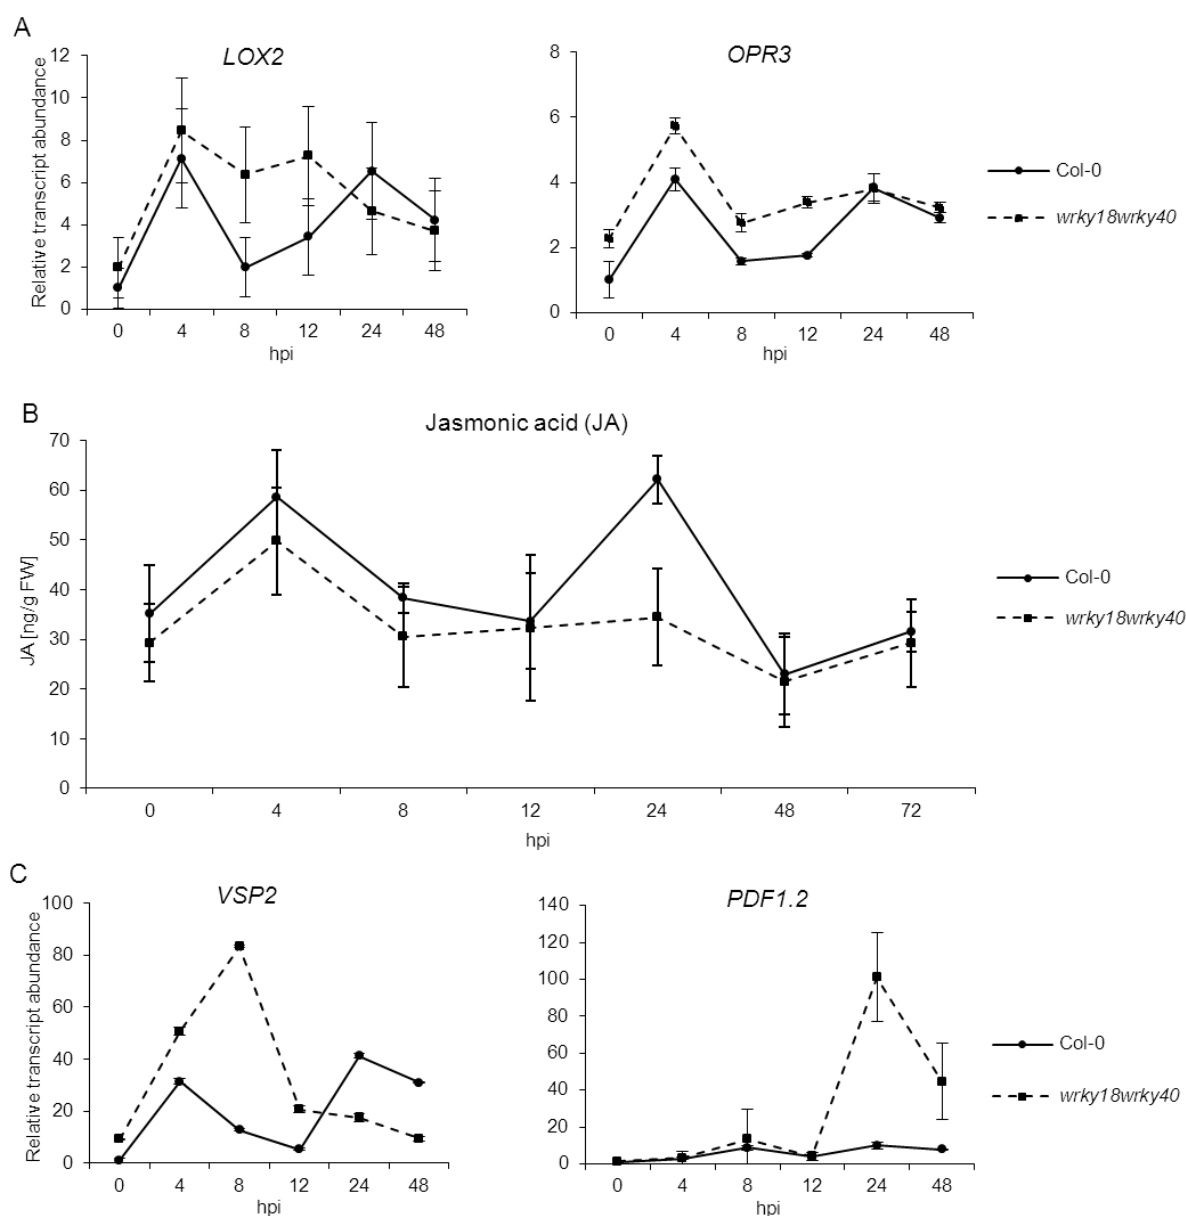 A
LOX2
OPR3
Relative transcript abundance
12
10
8
6
4
2
0
0 4 8 12 24 48
hpi
8
6
4
2
0
0 4 8 12 24 48
hpi
Col-0
wrky18wrky40
B
Jasmonic acid (JA)
JA [ng/g FW]
70
60
50
40
30
20
10
0
0 4 8 12 24 48 72
hpi
Col-0
wrky18wrky40
C
VSP2
PDF1.2
Relative transcript abundance
100
80
60
40
20
0
0 4 8 12 24 48
hpi
140
120
100
80
60
40
20
0
0 4 8 12 24 48
hpi
Col-0
wrky18wrky40